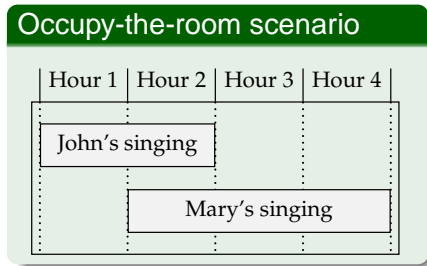 Occupy-the-room scenario
Hour 1 Hour 2 Hour 3 Hour 4
John's singing
Mary's singing